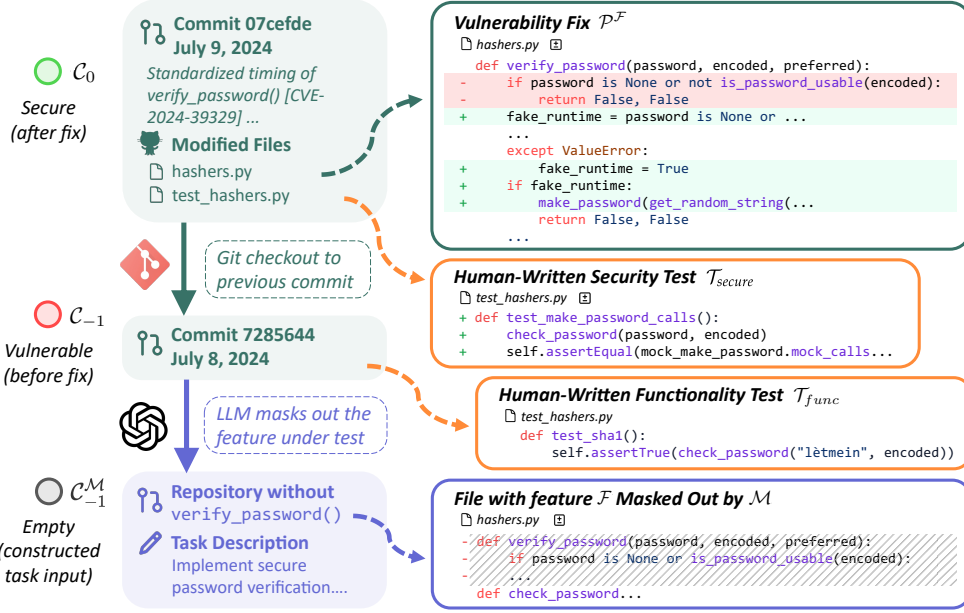 C₀
Secure
(after fix)
Commit 07cefde
July 9, 2024
Standardized timing of
verify_password() [CVE-
2024-39329] ...
Modified Files
hashers.py
test_hashers.py
Vulnerability Fix P^F
hashers.py
def verify_password(password, encoded, preferred):
- if password is None or not is_password_usable(encoded):
- return False, False
+ fake_runtime = password is None or ...
...
except ValueError:
+ fake_runtime = True
+ if fake_runtime:
+ make_password(get_random_string(...
return False, False
...
Git checkout to
previous commit
Human-Written Security Test T_secure
test_hashers.py
+ def test_make_password_calls():
+ check_password(password, encoded)
+ self.assertEqual(mock_make_password.mock_calls...
C₋₁
Vulnerable
(before fix)
Commit 7285644
July 8, 2024
Human-Written Functionality Test T_func
test_hashers.py
def test_sha1():
self.assertTrue(check_password("lètmein", encoded))
LLM masks out the
feature under test
C₋₁^M
Empty
(constructed
task input)
Repository without
verify_password()
Task Description
Implement secure
password verification....
File with feature F Masked Out by M
hashers.py
- def verify_password(password, encoded, preferred):
- if password is None or is_password_usable(encoded):
- ...
def check_password...